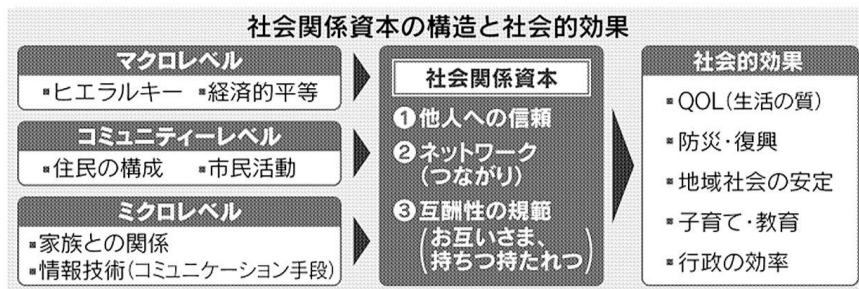 社会関係資本の構造と社会的効果
マクロレベル
▪ヒエラルキー ▪経済的平等
コミュニティーレベル
▪住民の構成 ▪市民活動
ミクロレベル
▪家族との関係
▪情報技術(コミュニケーション手段)
社会関係資本
❶他人への信頼
❷ネットワーク
(つながり)
❸互酬性の規範
(お互いさま、
持ちつ持たれつ)
社会的効果
▪QOL(生活の質)
▪防災・復興
▪地域社会の安定
▪子育て・教育
▪行政の効率